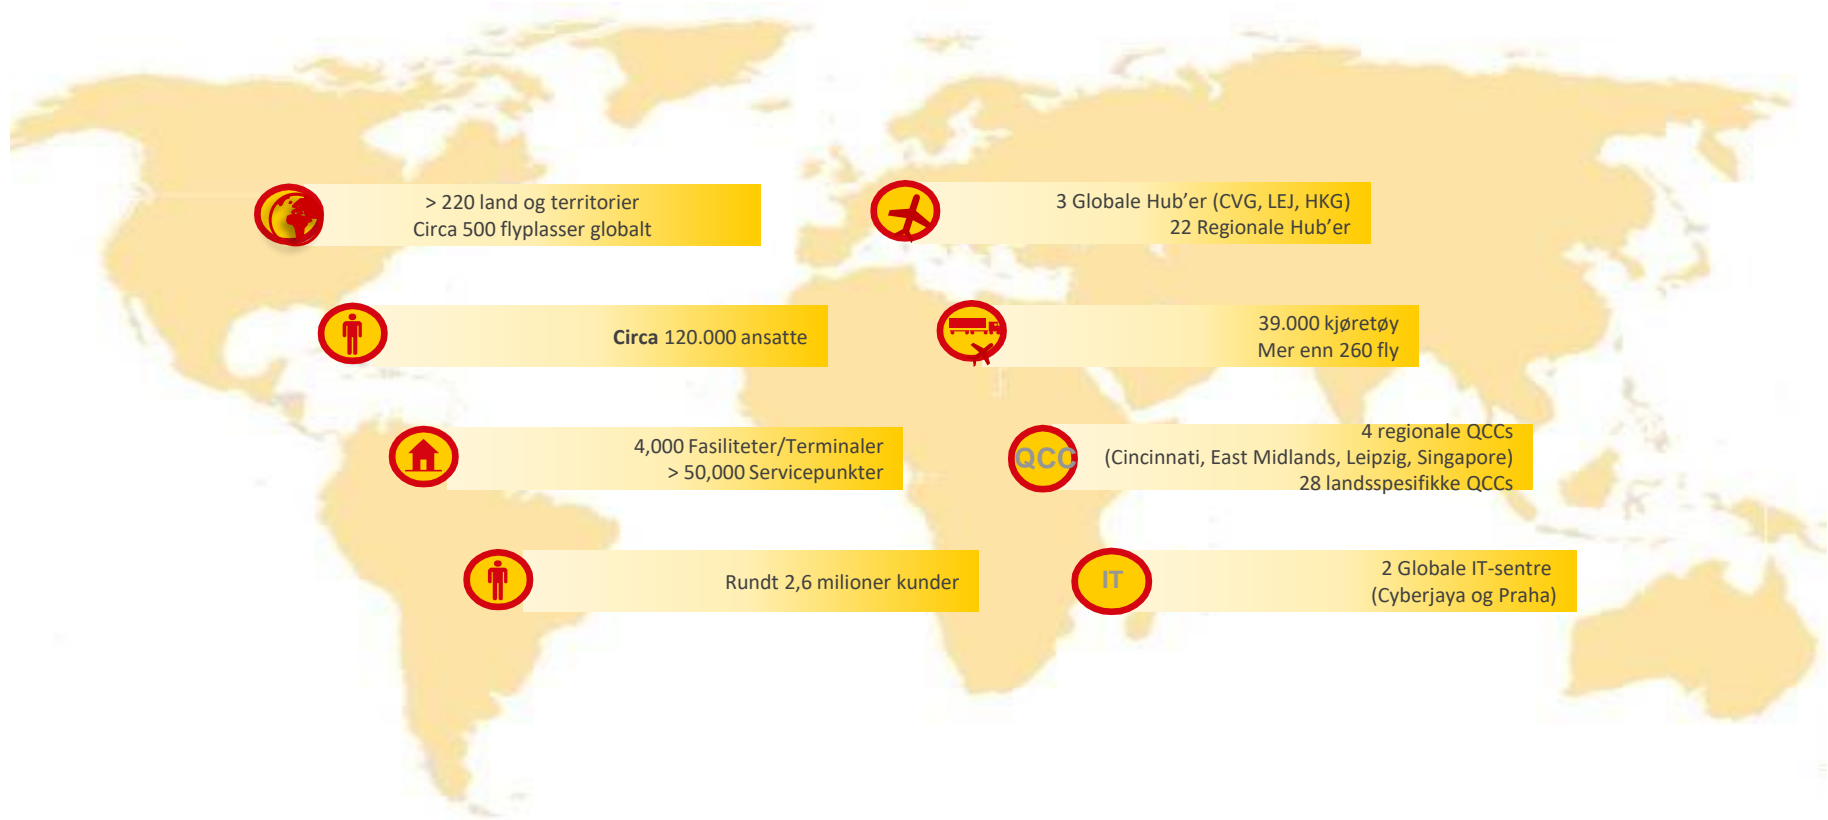 > 220 land og territorier
Circa 500 flyplasser globalt
3 Globale Hub’er (CVG, LEJ, HKG)
22 Regionale Hub’er
Circa 120.000 ansatte
39.000 kjøretøy
Mer enn 260 fly
4,000 Fasiliteter/Terminaler
> 50,000 Servicepunkter
QCC
4 regionale QCCs
(Cincinnati, East Midlands, Leipzig, Singapore)
28 landsspesifikke QCCs
Rundt 2,6 milioner kunder
IT
2 Globale IT-sentre
(Cyberjaya og Praha)